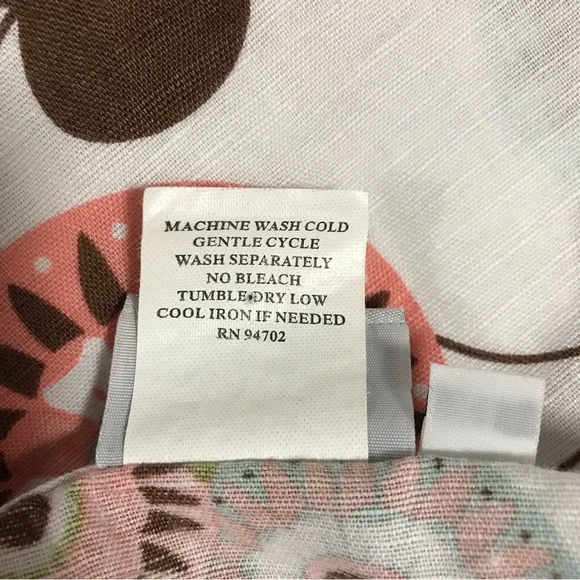 MACHINE WASH COLD
GENTLE CYCLE
WASH SEPARATELY
NO BLEACH
TUMBLE DRY LOW
COOL IRON IF NEEDED
RN 94702